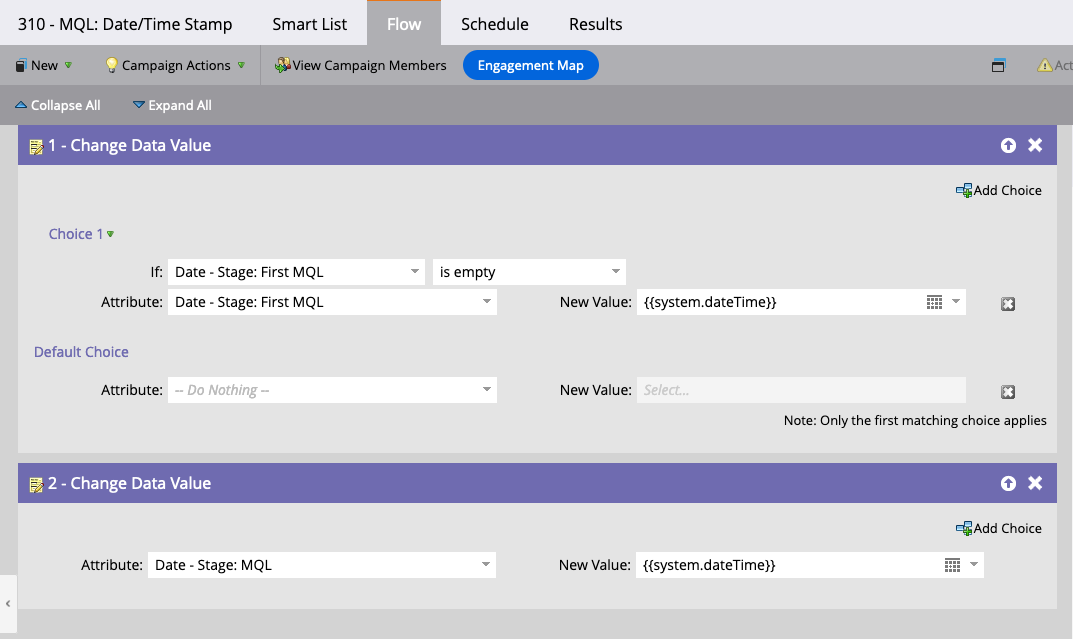 310 - MQL: Date/Time Stamp Smart List Flow Schedule Results
New Campaign Actions View Campaign Members Engagement Map Act
Collapse All Expand All
1 - Change Data Value
Add Choice
Choice 1
If: Date - Stage: First MQL is empty
Attribute: Date - Stage: First MQL New Value: {{system.dateTime}}
Default Choice
Attribute: -- Do Nothing -- New Value: Select...
Note: Only the first matching choice applies
2 - Change Data Value
Add Choice
Attribute: Date - Stage: MQL New Value: {{system.dateTime}}